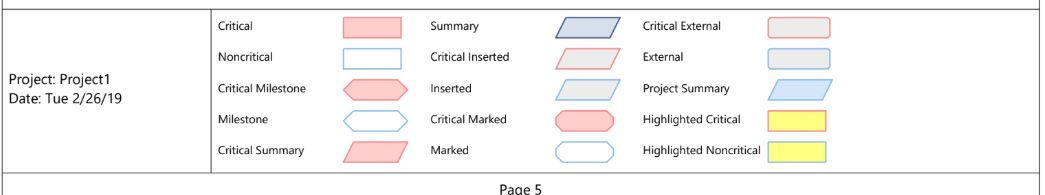 Project: Project1
Date: Tue 2/26/19
Critical
Noncritical
Critical Milestone
Milestone
Critical Summary
Summary
Critical Inserted
Inserted
Critical Marked
Marked
Critical External
External
Project Summary
Highlighted Critical
Highlighted Noncritical
Page 5